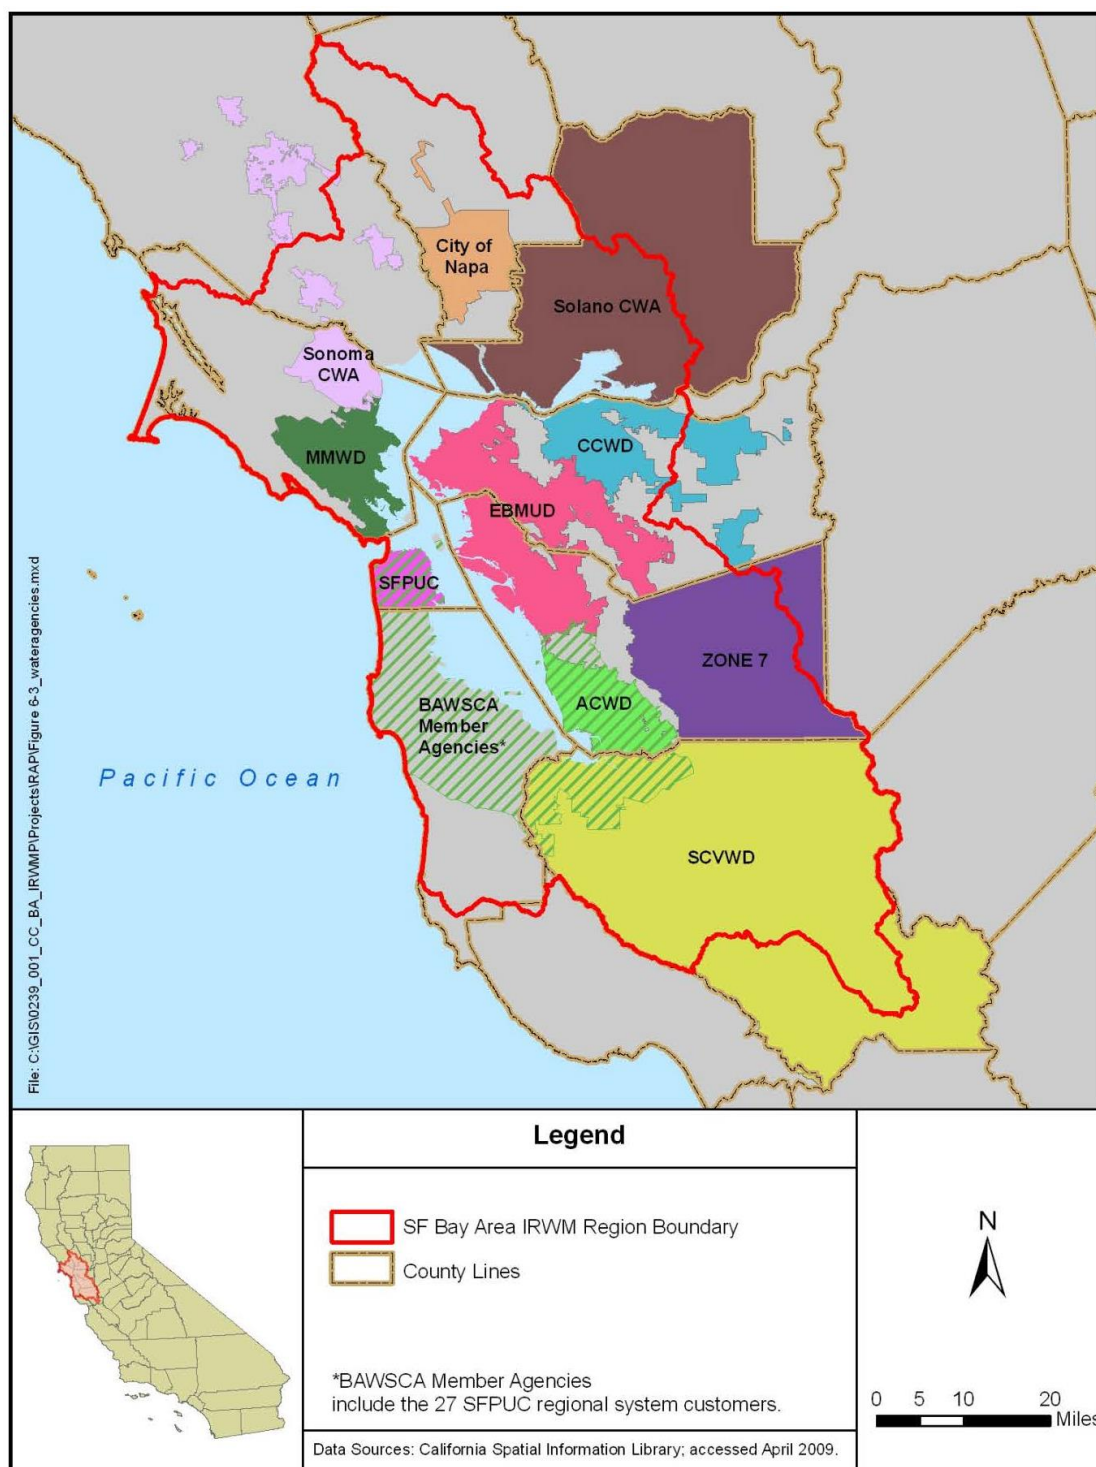 City of
Napa
Solano CWA
Sonoma
CWA
MMWD
CCWD
EBMUD
SFPUC
ZONE 7
BAWSCA
Member
Agencies*
ACWD
Pacific Ocean
SCVWD
File: C:\GIS\0239_001_CC_BA_IRWMP\Projects\RAP\Figure 6-3_wateragencies.mxd
Legend
SF Bay Area IRWM Region Boundary
County Lines
*BAWSCA Member Agencies
include the 27 SFPUC regional system customers.
Data Sources: California Spatial Information Library; accessed April 2009.
N
0 5 10 20
Miles